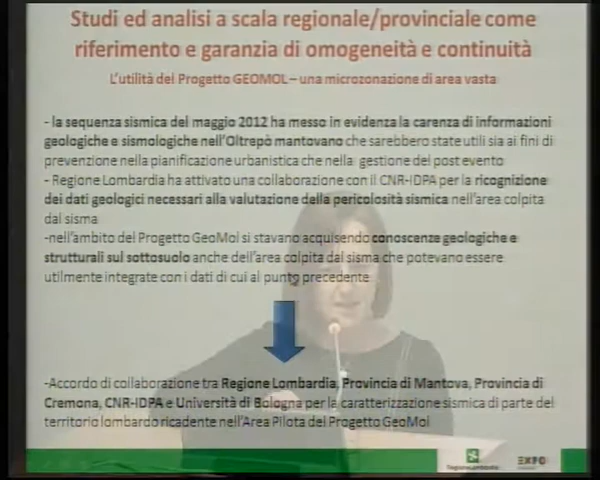 Studi ed analisi a scala regionale/provinciale come
riferimento e garanzia di omogeneità e continuità
L'utilità del Progetto GEOMOL – una microzonazione di area vasta
- la sequenza sismica del maggio 2012 ha messo in evidenza la carenza di informazioni
geologiche e sismologiche nell'Oltrepò mantovano che sarebbero state utili sia ai fini di
prevenzione nella pianificazione urbanistica che nella gestione del post evento
- Regione Lombardia ha attivato una collaborazione con il CNR-IDPA per la ricognizione
dei dati geologici necessari alla valutazione della pericolosità sismica nell'area colpita
dal sisma
-nell'ambito del Progetto GeoMol si stavano acquisendo conoscenze geologiche e
strutturali sul sottosuolo anche dell'area colpita dal sisma che potevano essere
utilmente integrate con i dati di cui al punto precedente
-Accordo di collaborazione tra Regione Lombardia, Provincia di Mantova, Provincia di
Cremona, CNR-IDPA e Università di Bologna per la caratterizzazione sismica di parte del
territorio lombardo ricadente nell'Area Pilota del Progetto GeoMol
RegioneLombardia
EXPO